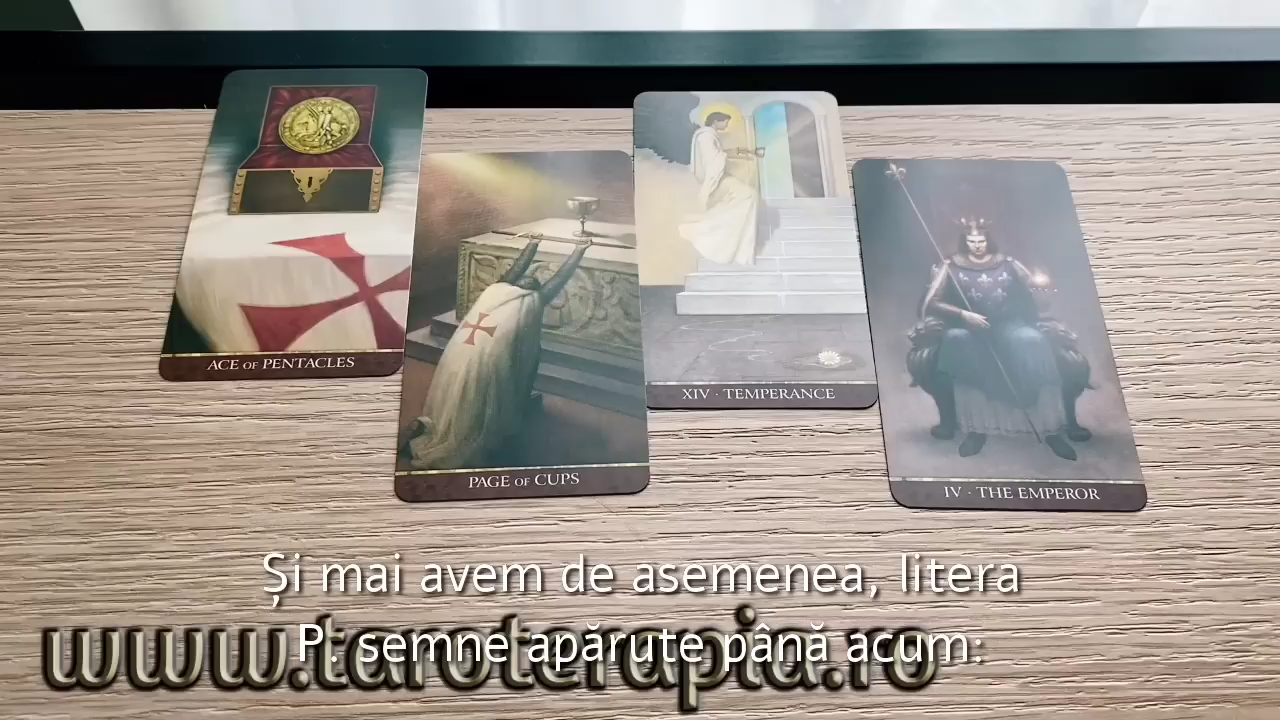 ACE OF PENTACLES
PAGE OF CUPS
XIV · TEMPERANCE
IV · THE EMPEROR
Și mai avem de asemenea, litera
P. semne apărute până acum:
www.taroterapia.ro